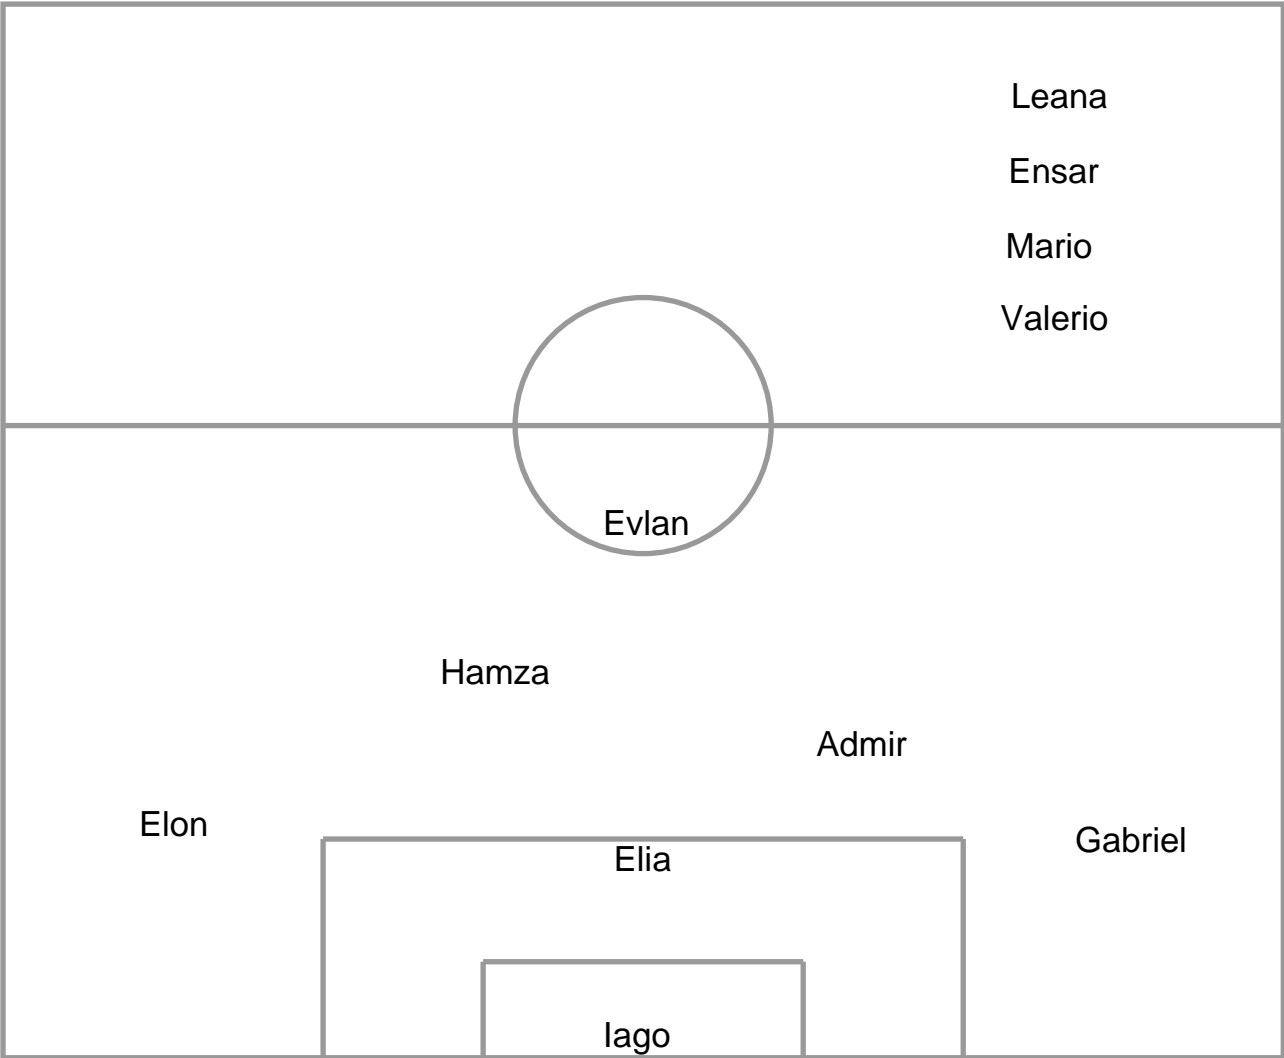 Leana
Ensar
Mario
Valerio
Evlan
Hamza
Admir
Elon
Gabriel
Elia
Iago